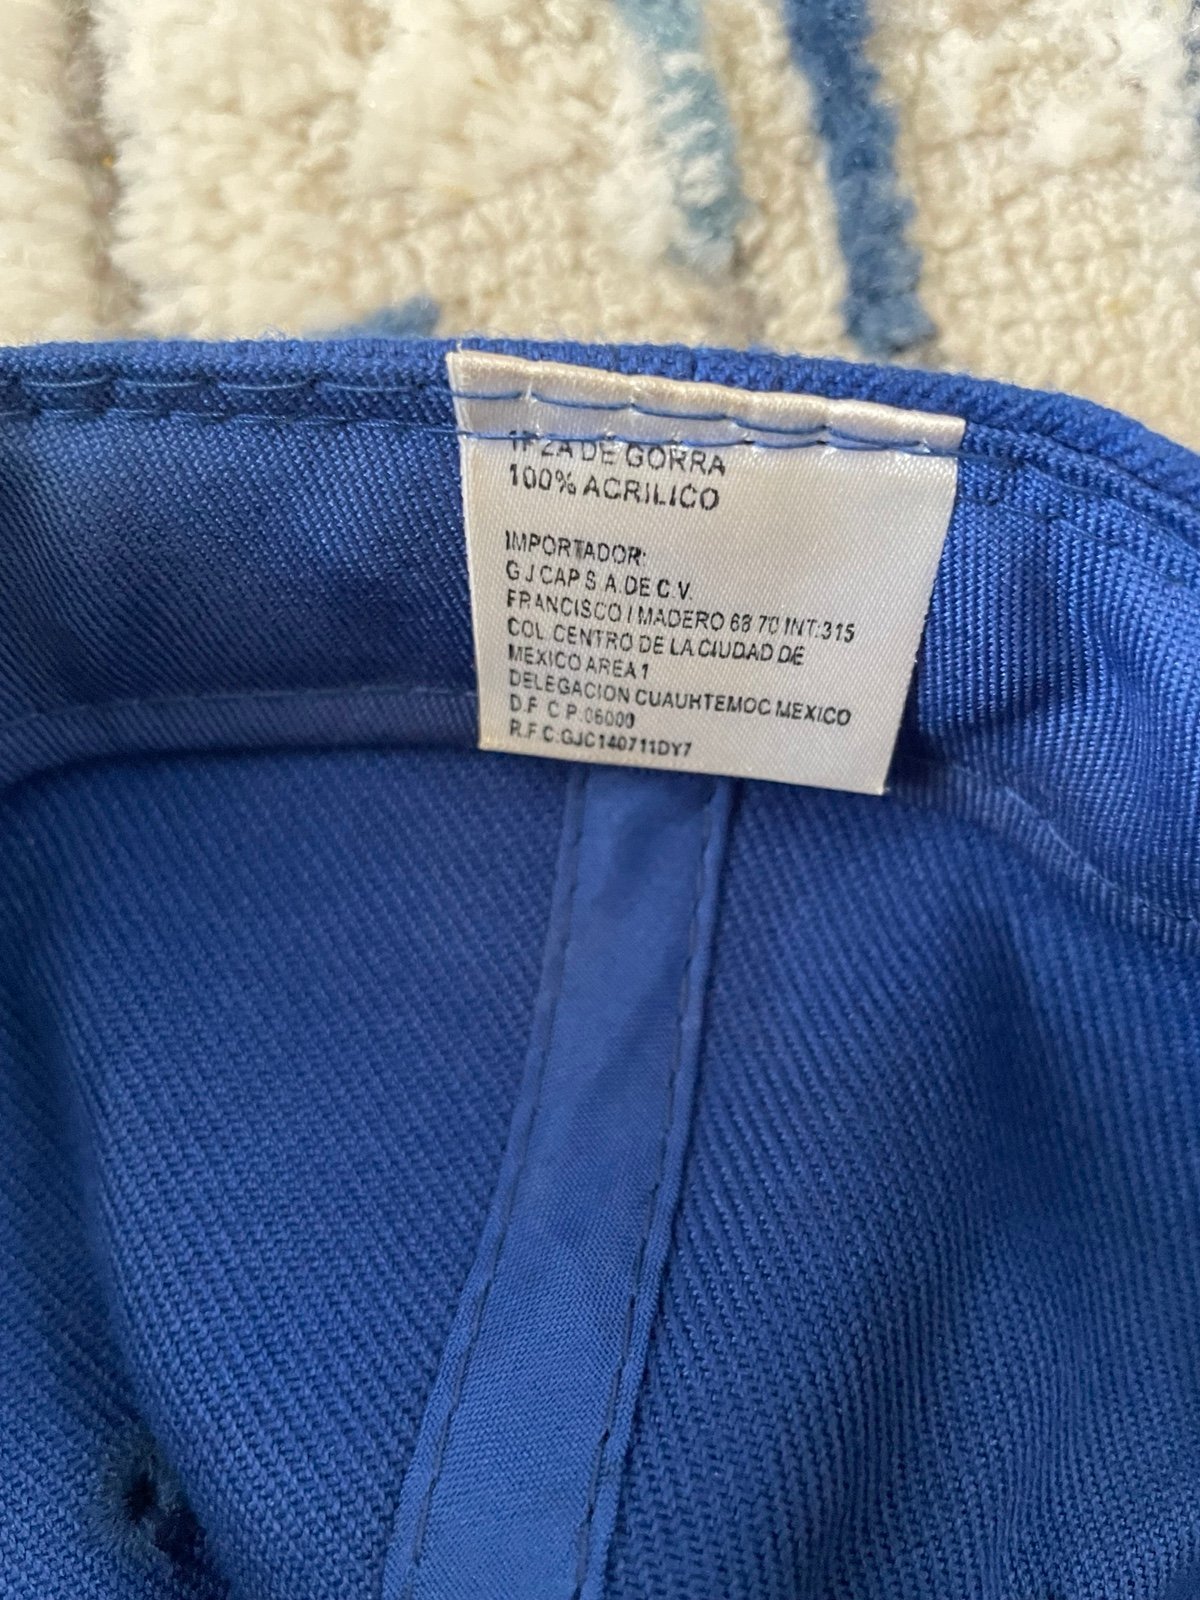 1PZA DE GORRA
100% ACRILICO
IMPORTADOR:
G J CAP S.A.DE C.V.
FRANCISCO I MADERO 68 70 INT:315
COL.CENTRO DE LA CIUDAD DE
MEXICO AREA 1
DELEGACION CUAUHTEMOC MEXICO
D.F C.P.06000
R.F.C:GJC140711DY7